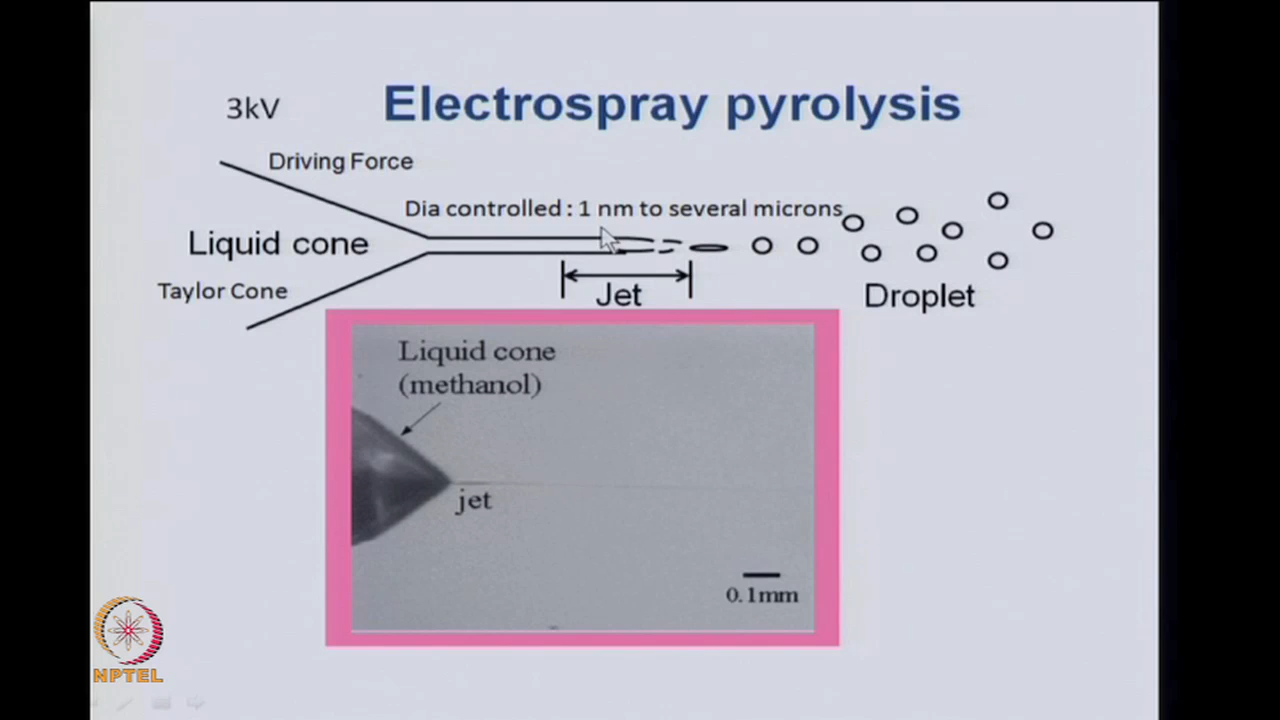 3kV
Electrospray pyrolysis
Driving Force
Dia controlled : 1 nm to several microns
Liquid cone
Taylor Cone
Jet
Droplet
Liquid cone
(methanol)
jet
0.1mm
NPTEL